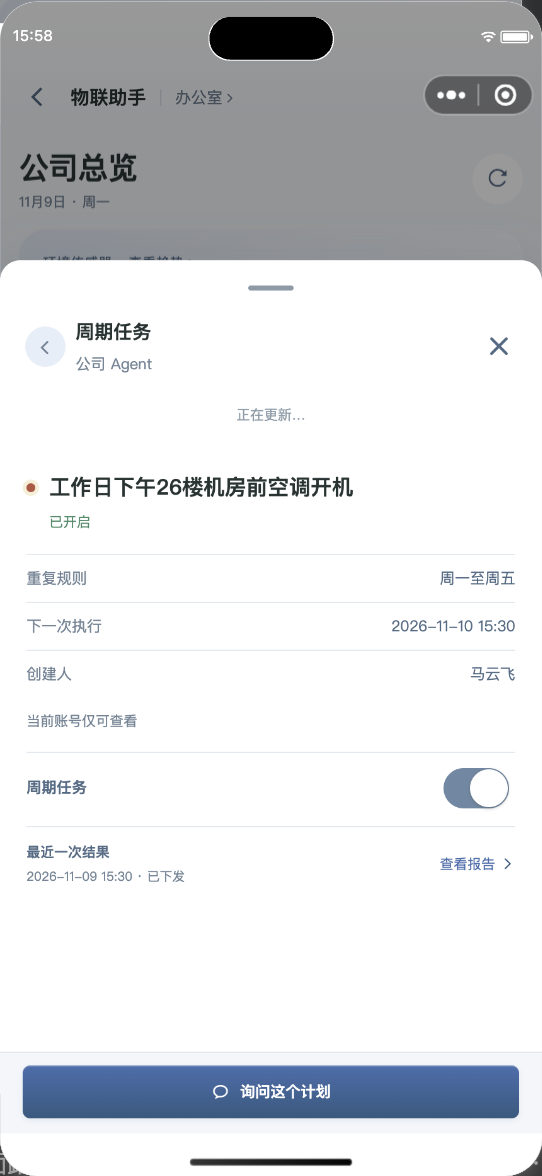 15:58
物联助手
办公室 ›
公司总览
11月9日 · 周一
周期任务
公司 Agent
正在更新...
工作日下午26楼机房前空调开机
已开启
重复规则 周一至周五
下一次执行 2026-11-10 15:30
创建人 马云飞
当前账号仅可查看
周期任务
最近一次结果
2026-11-09 15:30 · 已下发
查看报告
询问这个计划